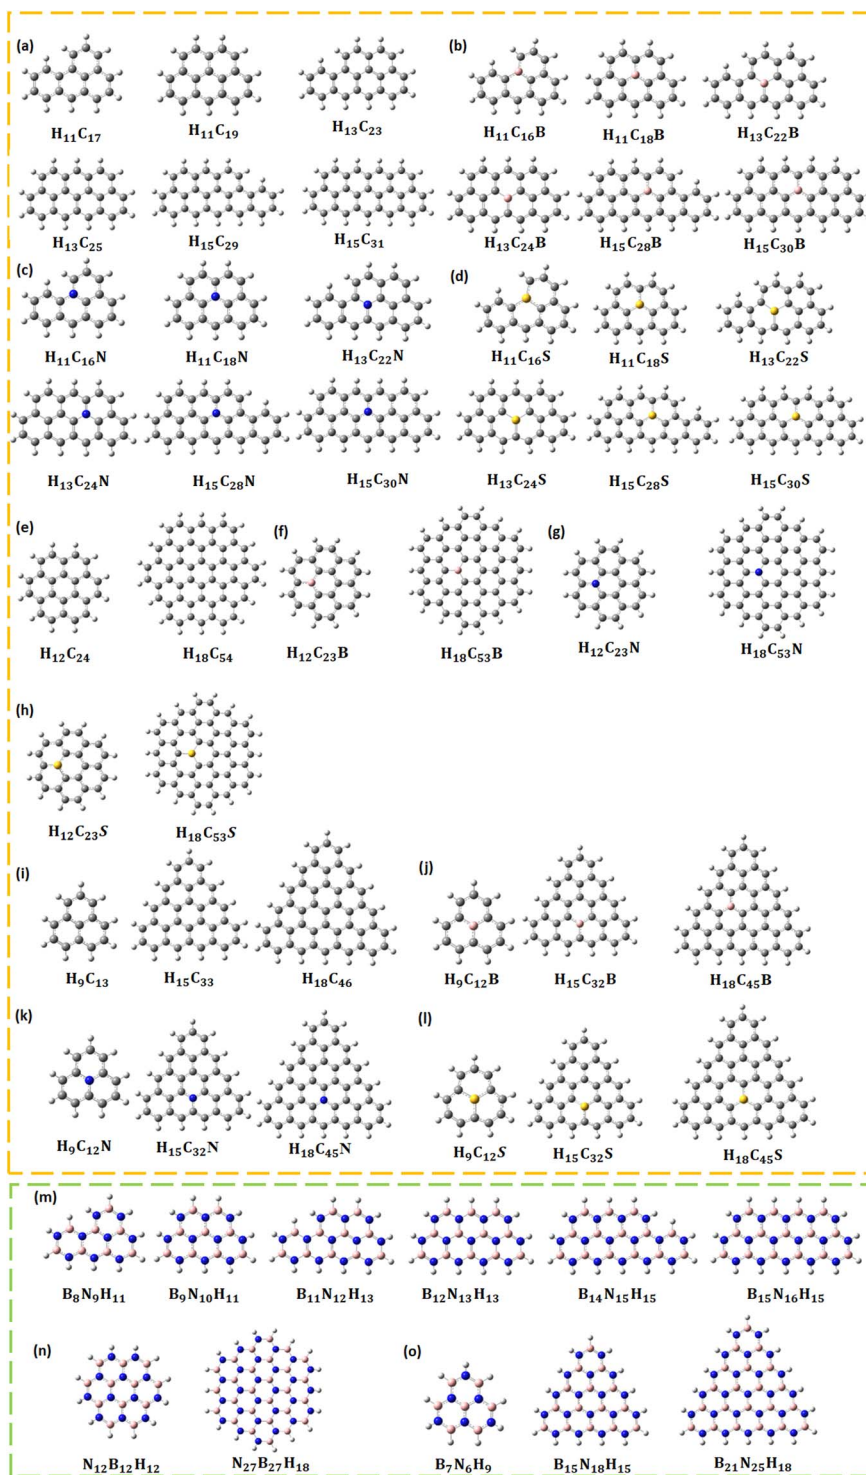 (a) (b)
H₁₁C₁₇ H₁₁C₁₉ H₁₃C₂₃ H₁₁C₁₆B H₁₁C₁₈B H₁₃C₂₂B
H₁₃C₂₅ H₁₅C₂₉ H₁₅C₃₁ H₁₃C₂₄B H₁₅C₂₈B H₁₅C₃₀B
(c) (d)
H₁₁C₁₆N H₁₁C₁₈N H₁₃C₂₂N H₁₁C₁₆S H₁₁C₁₈S H₁₃C₂₂S
H₁₃C₂₄N H₁₅C₂₈N H₁₅C₃₀N H₁₃C₂₄S H₁₅C₂₈S H₁₅C₃₀S
(e) (f) (g)
H₁₂C₂₄ H₁₈C₅₄ H₁₂C₂₃B H₁₈C₅₃B H₁₂C₂₃N H₁₈C₅₃N
(h)
H₁₂C₂₃S H₁₈C₅₃S
(i) (j)
H₉C₁₃ H₁₅C₃₃ H₁₈C₄₆ H₉C₁₂B H₁₅C₃₂B H₁₈C₄₅B
(k) (l)
H₉C₁₂N H₁₅C₃₂N H₁₈C₄₅N H₉C₁₂S H₁₅C₃₂S H₁₈C₄₅S
(m)
B₈N₉H₁₁ B₉N₁₀H₁₁ B₁₁N₁₂H₁₃ B₁₂N₁₃H₁₃ B₁₄N₁₅H₁₅ B₁₅N₁₆H₁₅
(n) (o)
N₁₂B₁₂H₁₂ N₂₇B₂₇H₁₈ B₇N₆H₉ B₁₅N₁₈H₁₅ B₂₁N₂₅H₁₈